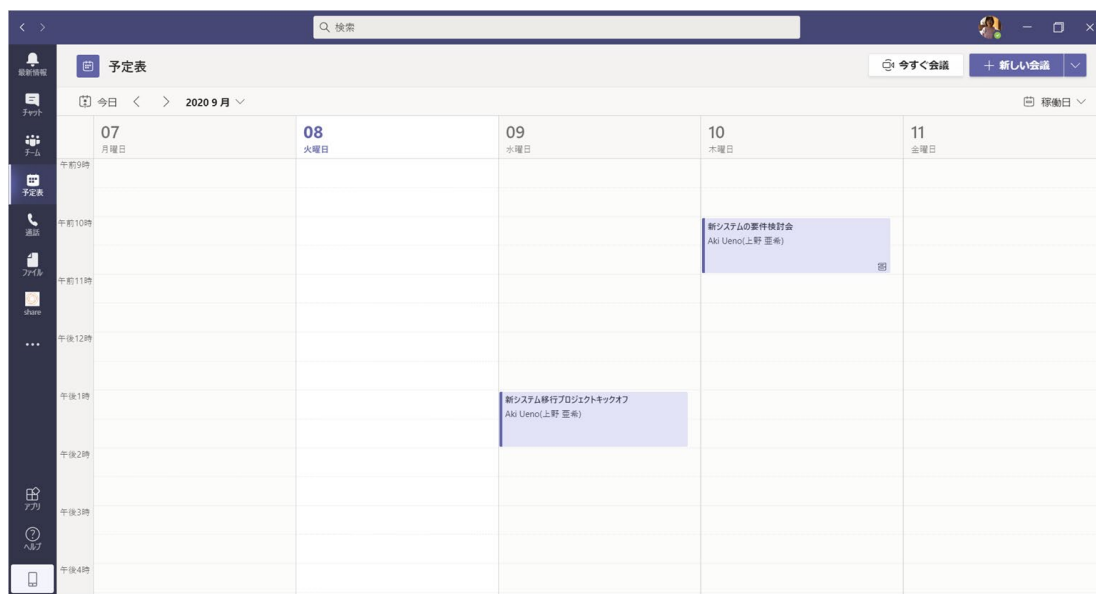 検索
最新情報
チャット
チーム
予定表
通話
ファイル
share
アプリ
ヘルプ
予定表
今すぐ会議
新しい会議
今日
2020 9月
稼働日
07
月曜日
08
火曜日
09
水曜日
10
木曜日
11
金曜日
午前9時
午前10時
午前11時
午後12時
午後1時
午後2時
午後3時
午後4時
新システムの要件検討会
Aki Ueno(上野 亜希)
新システム移行プロジェクトキックオフ
Aki Ueno(上野 亜希)